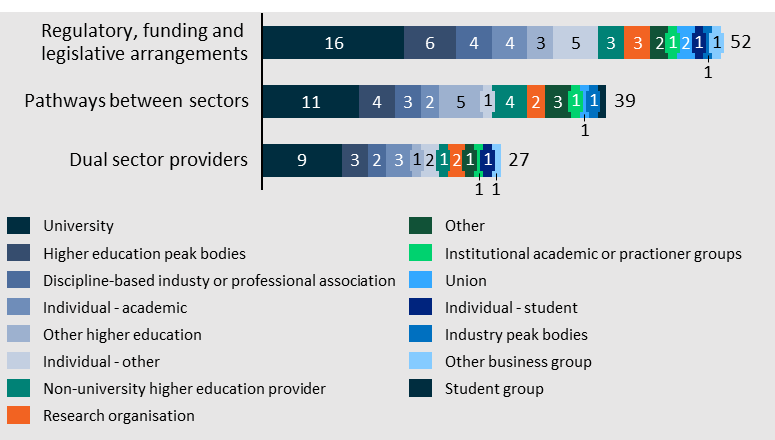 Regulatory, funding and
legislative arrangements
16 6 4 4 3 5 3 3 2 1 2 1 1 52
1
Pathways between sectors
11 4 3 2 5 1 4 2 3 1 1 39
1
Dual sector providers
9 3 2 3 1 2 1 2 1 1 27
1 1
University
Higher education peak bodies
Discipline-based industy or professional association
Individual - academic
Other higher education
Individual - other
Non-university higher education provider
Research organisation
Other
Institutional academic or practioner groups
Union
Individual - student
Industry peak bodies
Other business group
Student group